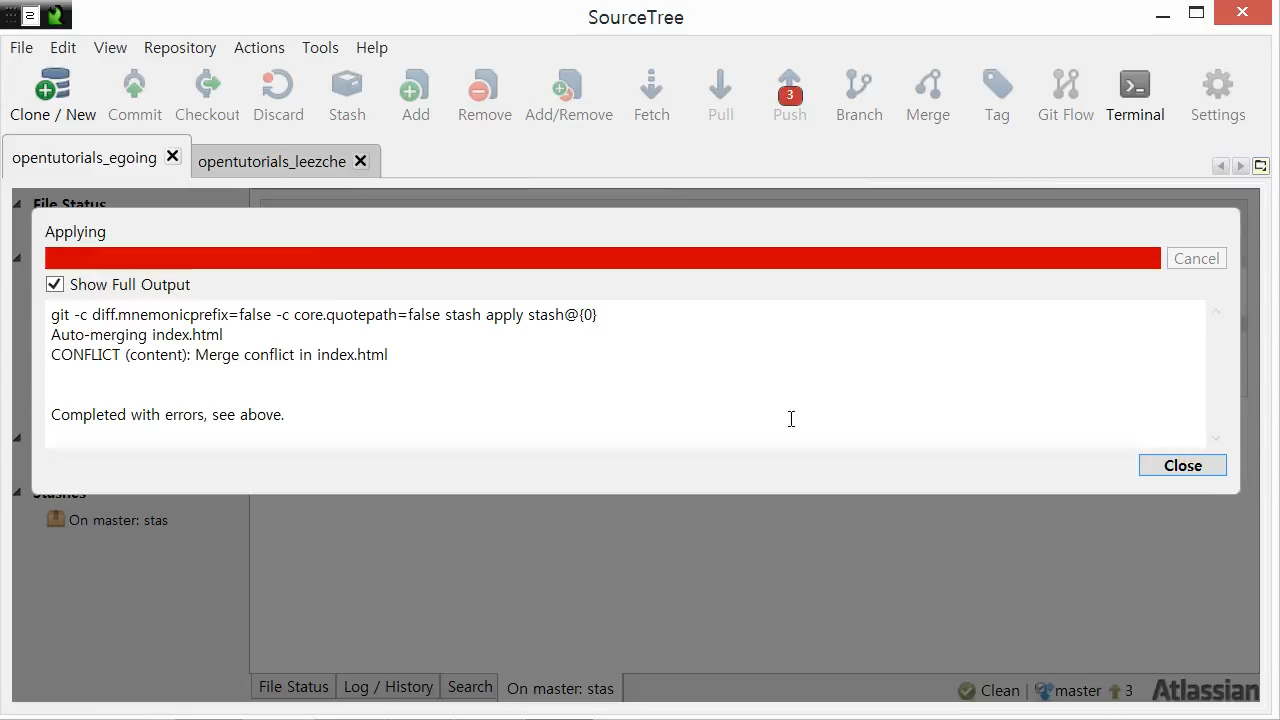 SourceTree
File Edit View Repository Actions Tools Help
3
Clone / New Commit Checkout Discard Stash Add Remove Add/Remove Fetch Pull Push Branch Merge Tag Git Flow Terminal Settings
opentutorials_egoing opentutorials_leezche
File Status
Applying
Cancel
Show Full Output
git -c diff.mnemonicprefix=false -c core.quotepath=false stash apply stash@{0}
Auto-merging index.html
CONFLICT (content): Merge conflict in index.html
Completed with errors, see above.
Close
Stashes
On master: stas
File Status Log / History Search On master: stas Clean | master 3 Atlassian